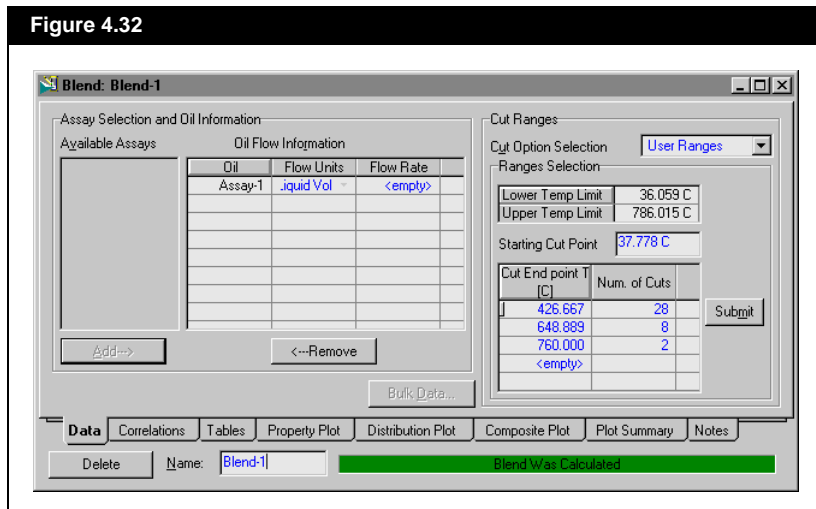 Figure 4.32
Blend: Blend-1
Assay Selection and Oil Information
Available Assays
Oil Flow Information
Oil Flow Units Flow Rate
Assay-1 .iquid Vol <empty>
Add--->
<---Remove
Bulk Data...
Cut Ranges
Cut Option Selection User Ranges
Ranges Selection
Lower Temp Limit 36.059 C
Upper Temp Limit 786.015 C
Starting Cut Point 37.778 C
Cut End point T
[C]
Num. of Cuts
426.667 28
648.889 8
760.000 2
<empty>
Submit
Data Correlations Tables Property Plot Distribution Plot Composite Plot Plot Summary Notes
Delete Name: Blend-1 Blend Was Calculated